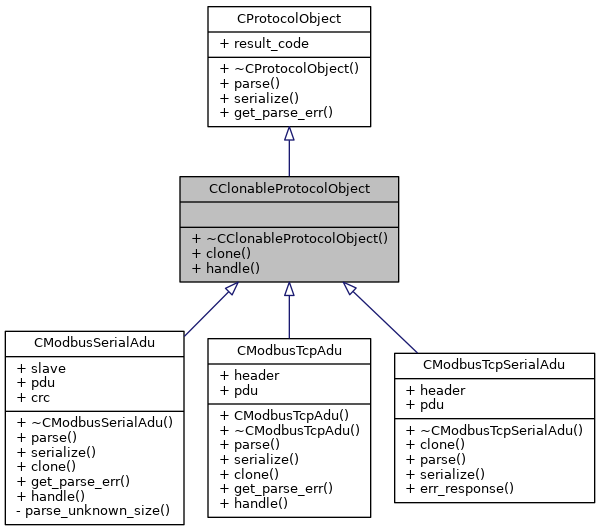 CProtocolObject
+ result_code
+ ~CProtocolObject()
+ parse()
+ serialize()
+ get_parse_err()
CClonableProtocolObject
+ ~CClonableProtocolObject()
+ clone()
+ handle()
CModbusSerialAdu
+ slave
+ pdu
+ crc
+ ~CModbusSerialAdu()
+ parse()
+ serialize()
+ clone()
+ get_parse_err()
+ handle()
- parse_unknown_size()
CModbusTcpAdu
+ header
+ pdu
+ CModbusTcpAdu()
+ ~CModbusTcpAdu()
+ parse()
+ serialize()
+ clone()
+ get_parse_err()
+ handle()
CModbusTcpSerialAdu
+ header
+ pdu
+ ~CModbusTcpSerialAdu()
+ clone()
+ parse()
+ serialize()
+ err_response()